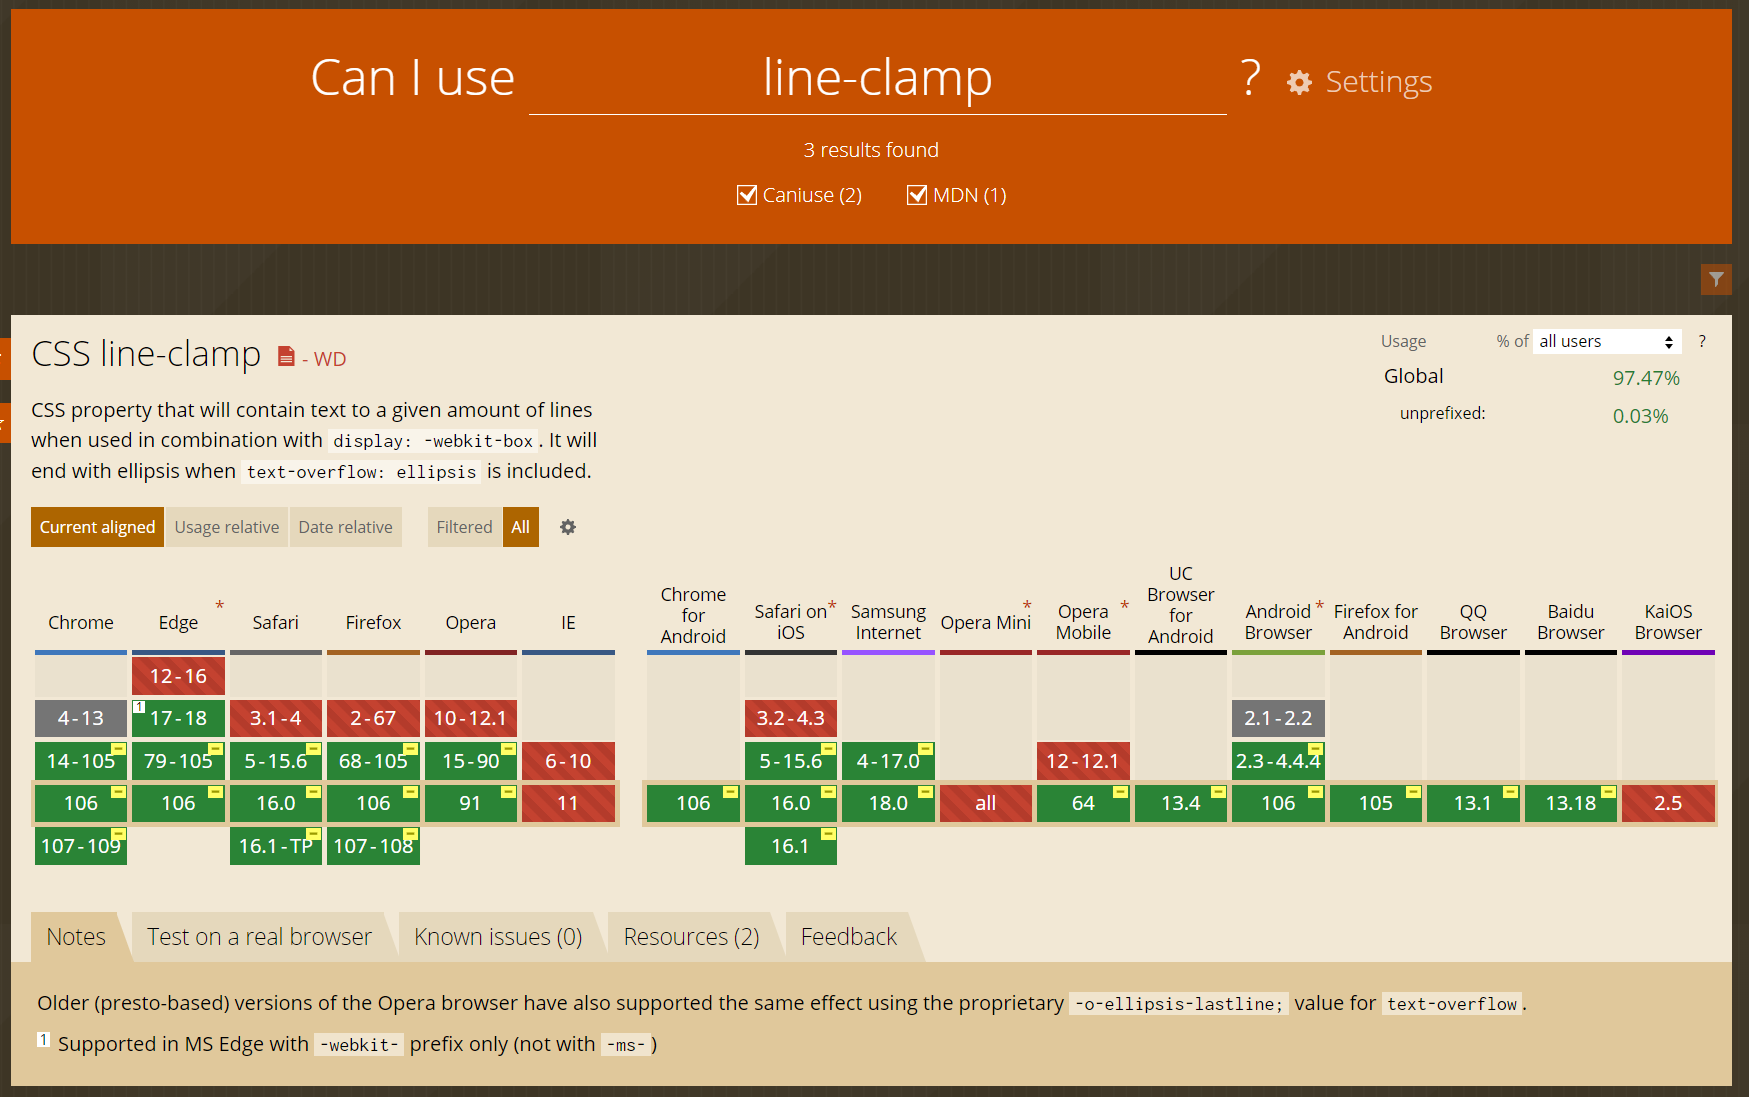 Can I use line-clamp ? Settings
3 results found
Caniuse (2) MDN (1)
CSS line-clamp - WD
Usage % of all users ?
Global 97.47%
unprefixed: 0.03%
CSS property that will contain text to a given amount of lines
when used in combination with display: -webkit-box. It will
end with ellipsis when text-overflow: ellipsis is included.
Current aligned Usage relative Date relative Filtered All
Chrome Edge * Safari Firefox Opera IE Chrome for Android Safari on iOS * Samsung Internet Opera Mini * Opera Mobile * UC Browser for Android Android Browser * Firefox for Android QQ Browser Baidu Browser KaiOS Browser
12-16
4-13 1 17-18 3.1-4 2-67 10-12.1 3.2-4.3 2.1-2.2
14-105 79-105 5-15.6 68-105 15-90 6-10 5-15.6 4-17.0 12-12.1 2.3-4.4.4
106 106 16.0 106 91 11 106 16.0 18.0 all 64 13.4 106 105 13.1 13.18 2.5
107-109 16.1-TP 107-108 16.1
Notes Test on a real browser Known issues (0) Resources (2) Feedback
Older (presto-based) versions of the Opera browser have also supported the same effect using the proprietary -o-ellipsis-lastline; value for text-overflow.
1 Supported in MS Edge with -webkit- prefix only (not with -ms-)